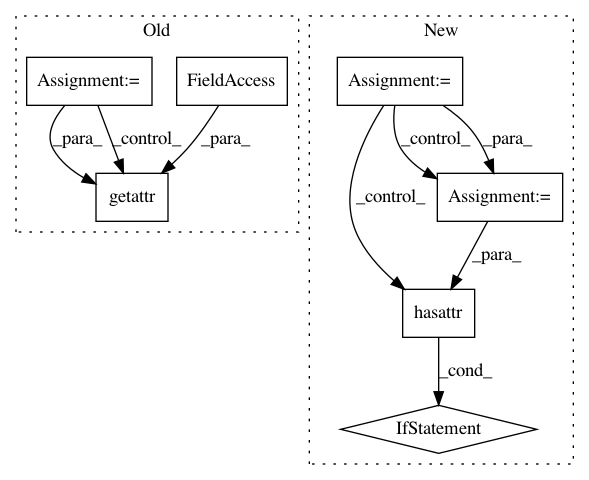 Old
New
Assignment:=
FieldAccess
Assignment:=
_para_
_control_
_para_
_control_
_para_
getattr
_control_
Assignment:=
_para_
hasattr
_cond_
IfStatement